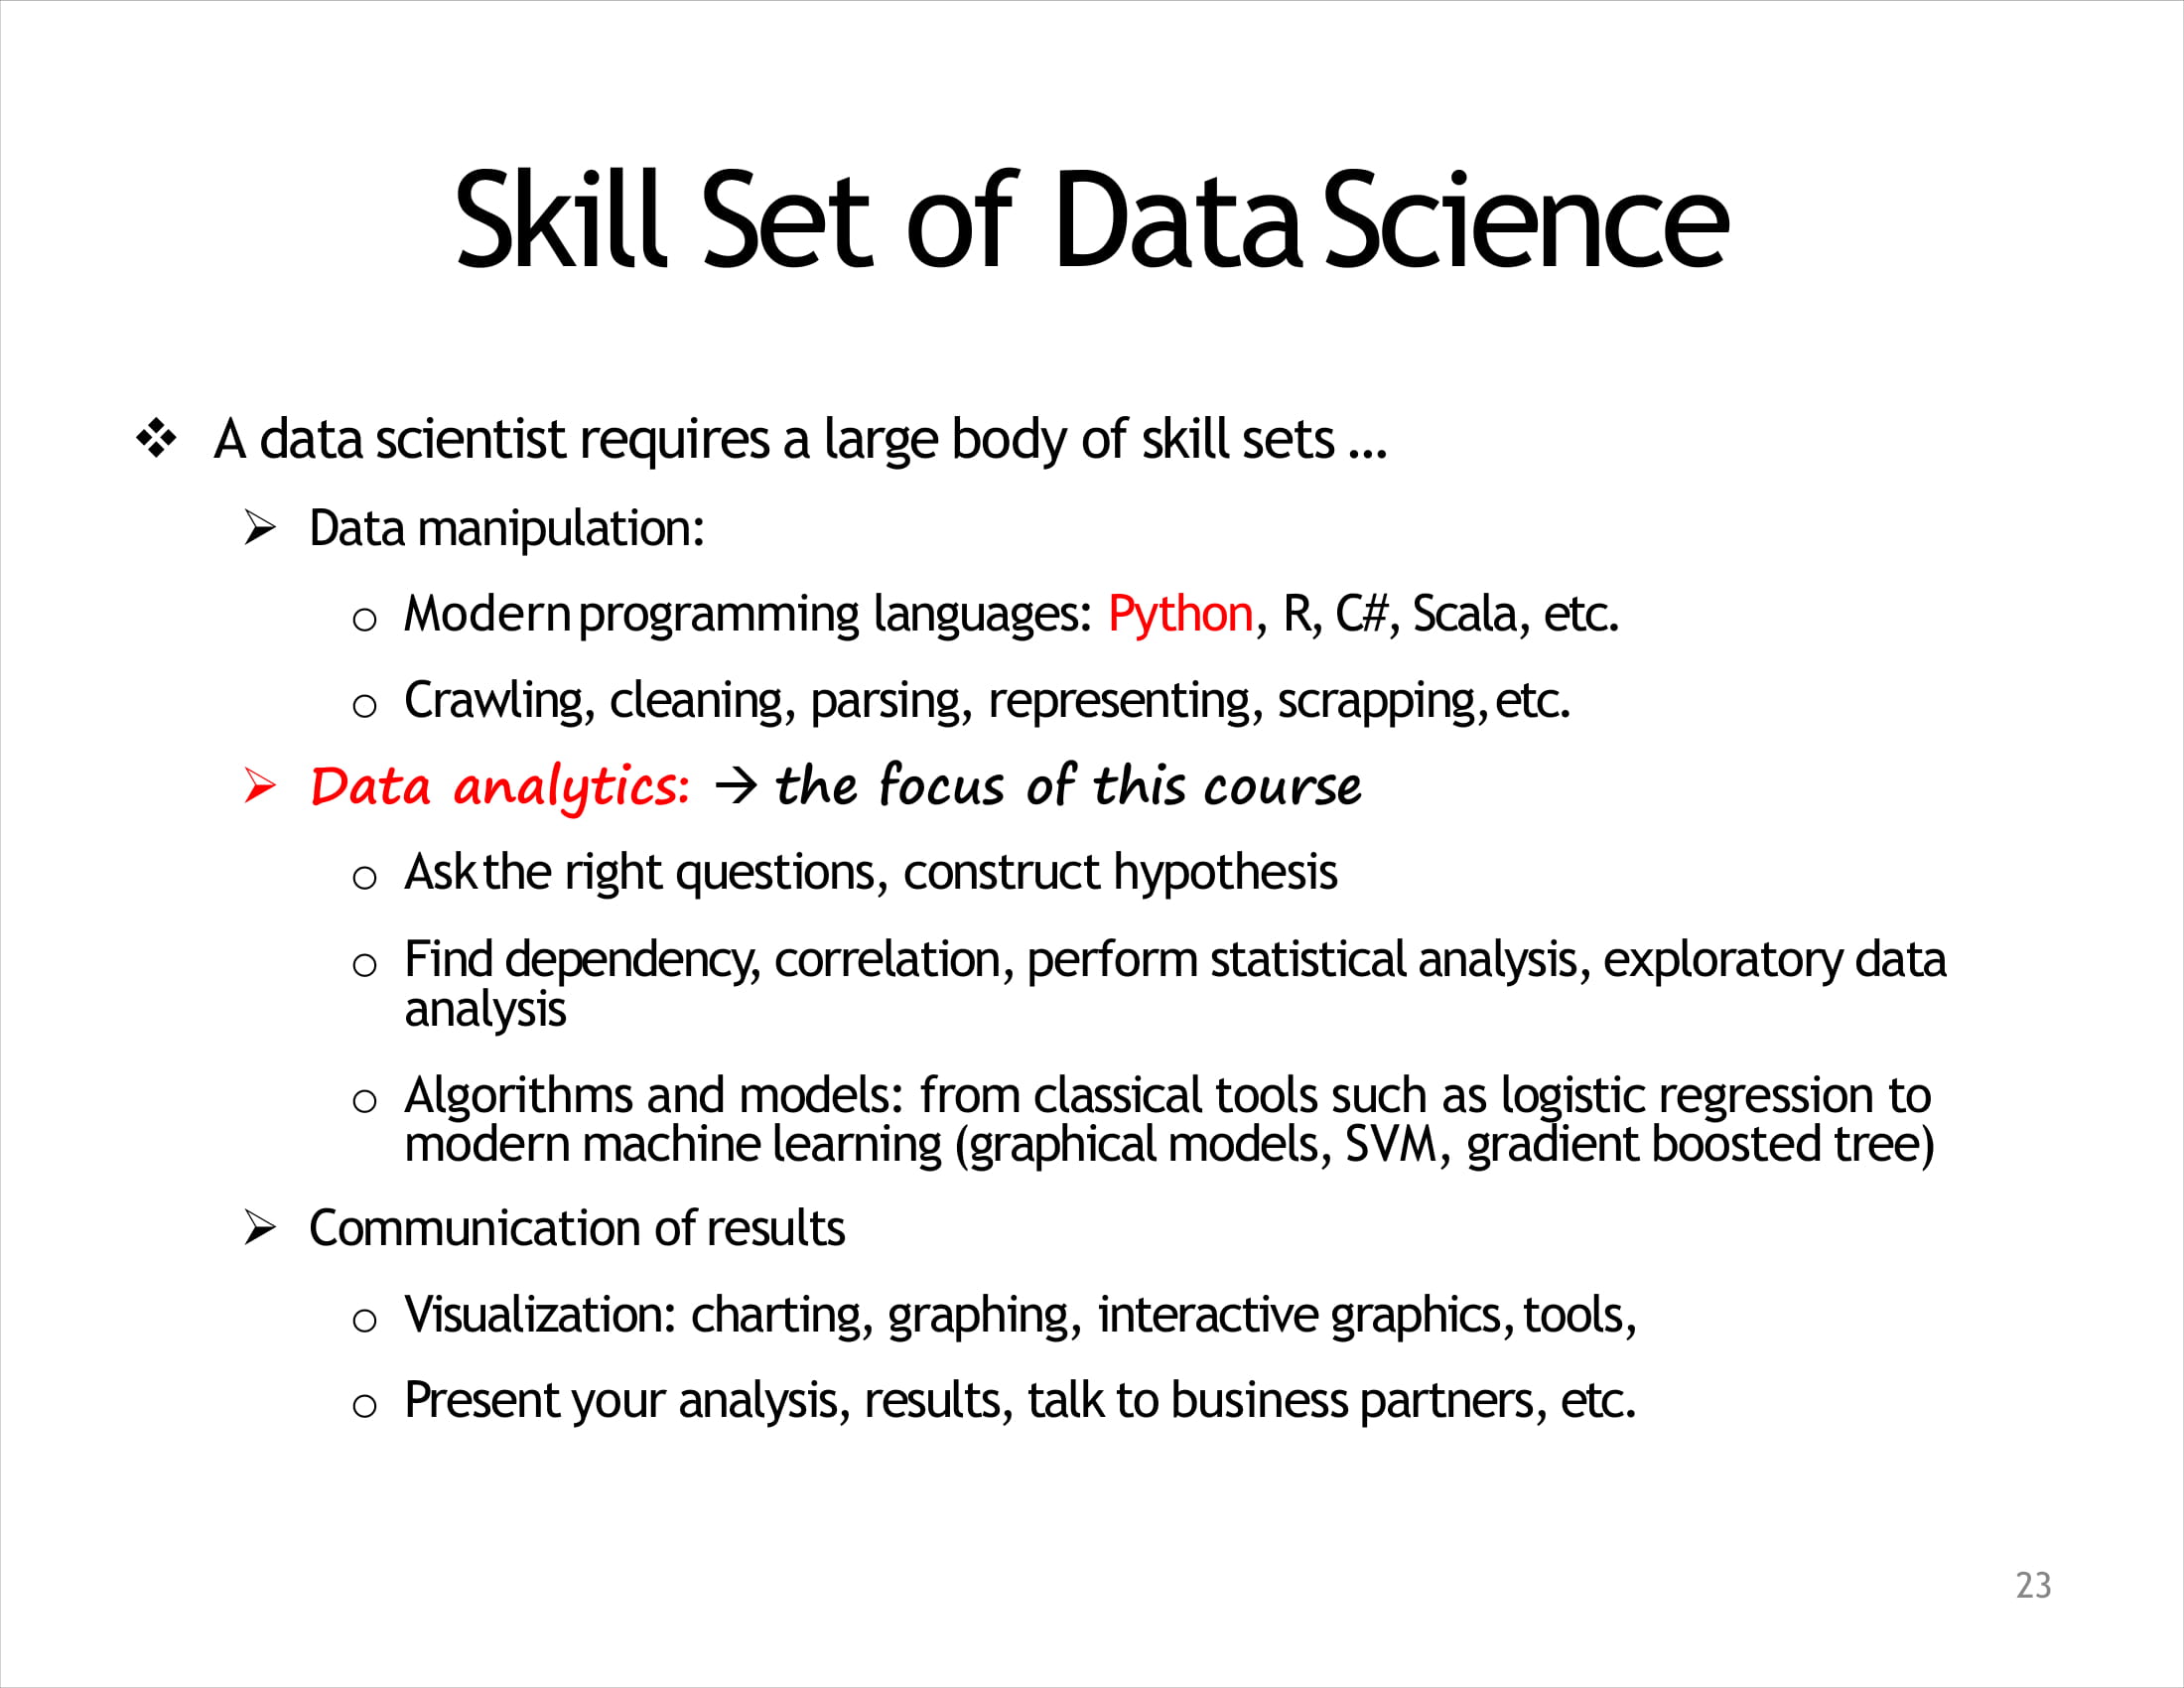 Skill Set of Data Science
❖ A data scientist requires a large body of skill sets ...
➢ Data manipulation:
o Modern programming languages: Python, R, C#, Scala, etc.
o Crawling, cleaning, parsing, representing, scrapping, etc.
➢ Data analytics: → the focus of this course
o Ask the right questions, construct hypothesis
o Find dependency, correlation, perform statistical analysis, exploratory data
analysis
o Algorithms and models: from classical tools such as logistic regression to
modern machine learning (graphical models, SVM, gradient boosted tree)
➢ Communication of results
o Visualization: charting, graphing, interactive graphics, tools,
o Present your analysis, results, talk to business partners, etc.
23